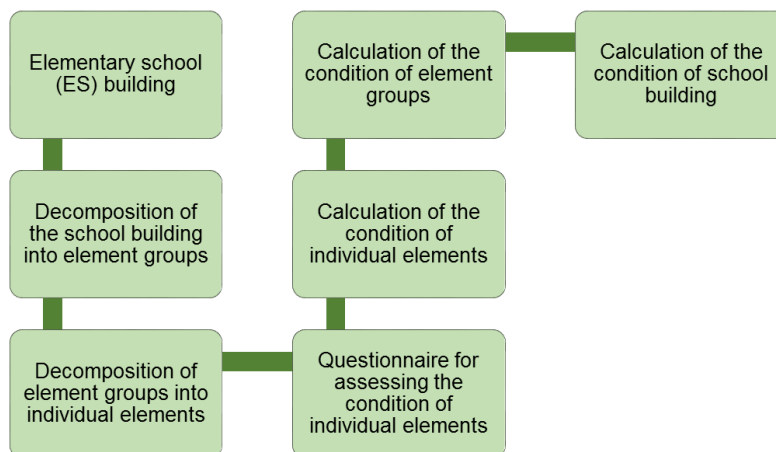 Elementary school
(ES) building
Decomposition of
the school building
into element groups
Decomposition of
element groups into
individual elements
Questionnaire for
assessing the
condition of
individual elements
Calculation of the
condition of
individual elements
Calculation of the
condition of element
groups
Calculation of the
condition of school
building